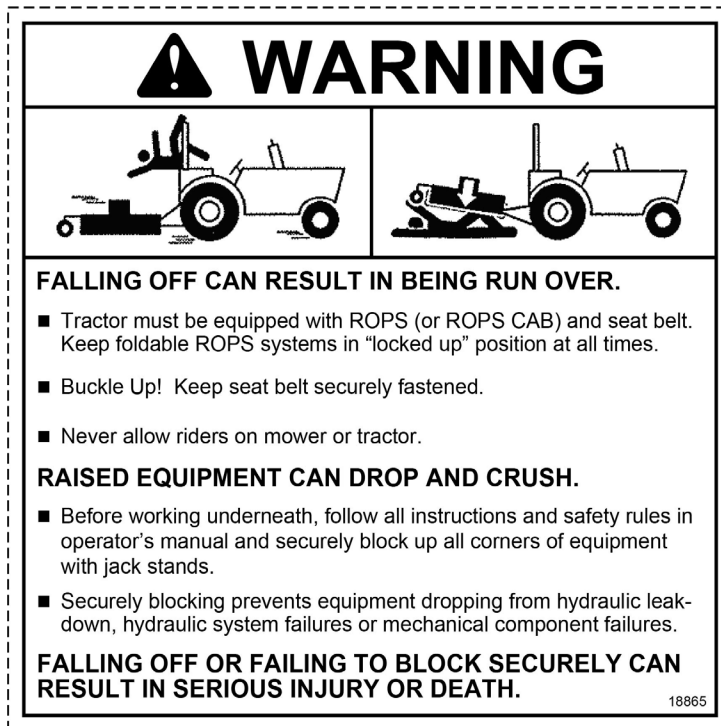 WARNING
FALLING OFF CAN RESULT IN BEING RUN OVER.
■ Tractor must be equipped with ROPS (or ROPS CAB) and seat belt.
Keep foldable ROPS systems in “locked up” position at all times.
■ Buckle Up!  Keep seat belt securely fastened.
■ Never allow riders on mower or tractor.
RAISED EQUIPMENT CAN DROP AND CRUSH.
■ Before working underneath, follow all instructions and safety rules in
operator’s manual and securely block up all corners of equipment
with jack stands.
■ Securely blocking prevents equipment dropping from hydraulic leak-
down, hydraulic system failures or mechanical component failures.
FALLING OFF OR FAILING TO BLOCK SECURELY CAN
RESULT IN SERIOUS INJURY OR DEATH.
18865